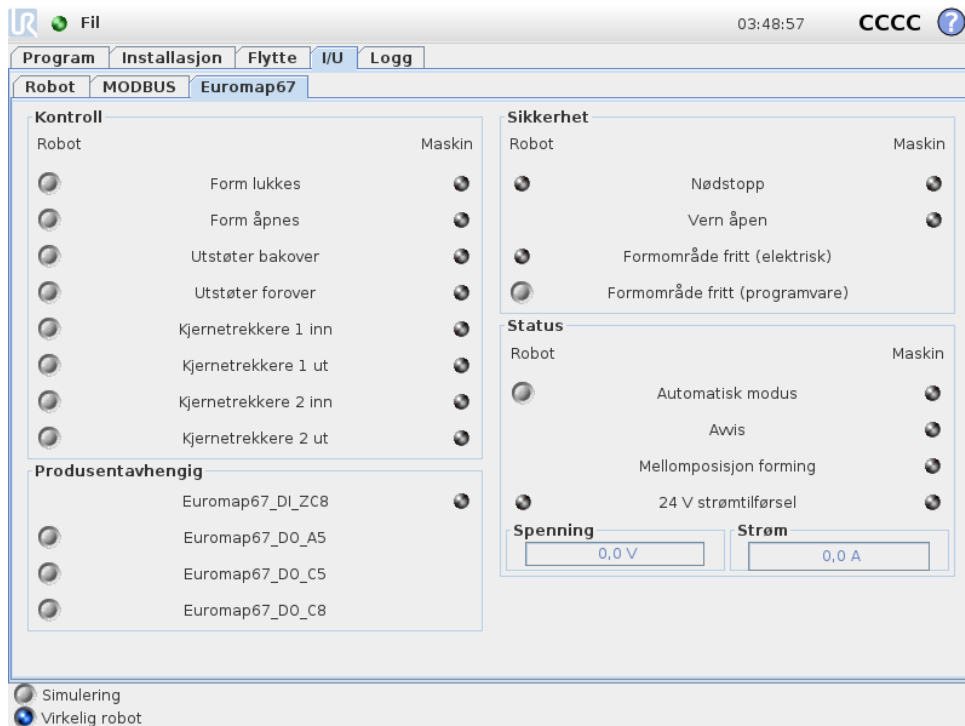 UR Fil 03:48:57 CCCC ?
Program Installasjon Flytte I/U Logg
Robot MODBUS Euromap67
Kontroll
Robot Maskin
Form lukkes
Form åpnes
Utstøter bakover
Utstøter forover
Kjernetrekkere 1 inn
Kjernetrekkere 1 ut
Kjernetrekkere 2 inn
Kjernetrekkere 2 ut
Produsentavhengig
Euromap67_DI_ZC8
Euromap67_DO_A5
Euromap67_DO_C5
Euromap67_DO_C8
Sikkerhet
Robot Maskin
Nødstopp
Vern åpen
Formområde fritt (elektrisk)
Formområde fritt (programvare)
Status
Robot Maskin
Automatisk modus
Avvis
Mellomposisjon forming
24 V strømtilførsel
Spenning Strøm
0,0 V 0,0 A
Simulering
Virkelig robot